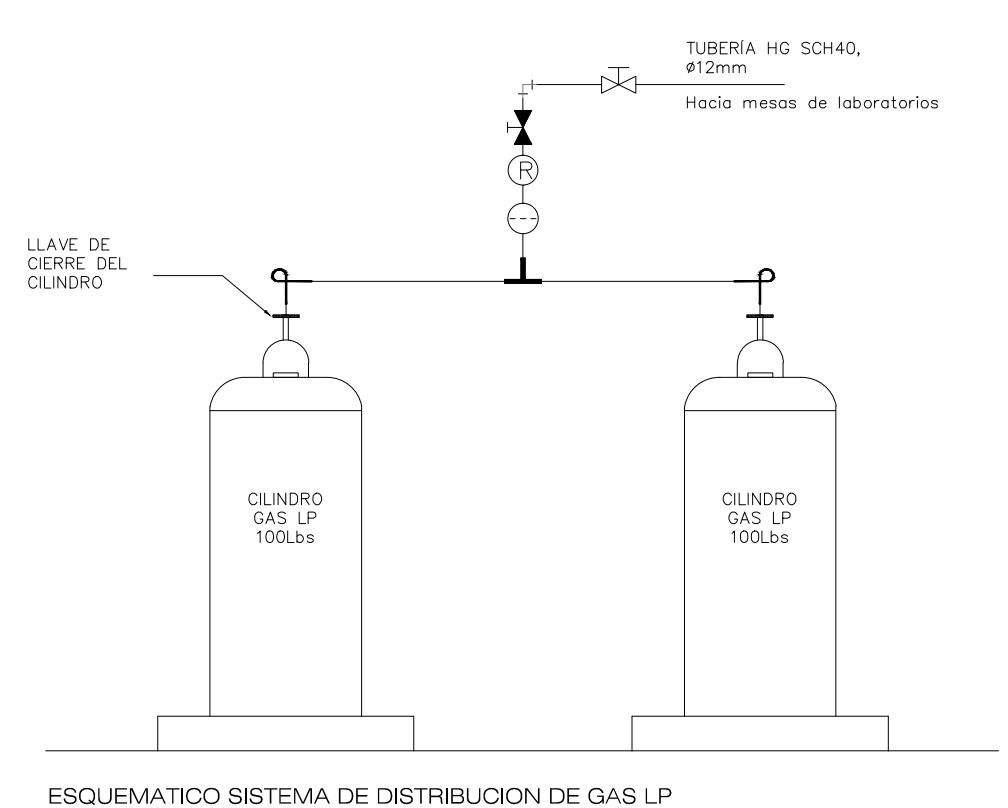 TUBERÍA HG SCH40,
ø12mm
Hacia mesas de laboratorios
R
LLAVE DE
CIERRE DEL
CILINDRO
CILINDRO
GAS LP
100Lbs
CILINDRO
GAS LP
100Lbs
ESQUEMATICO SISTEMA DE DISTRIBUCION DE GAS LP